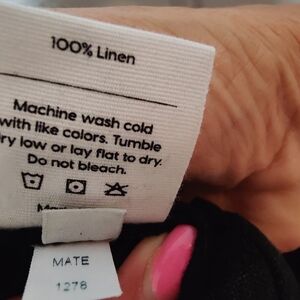 100% Linen
Machine wash cold
with like colors. Tumble
ry low or lay flat to dry.
Do not bleach.
MATE
1278